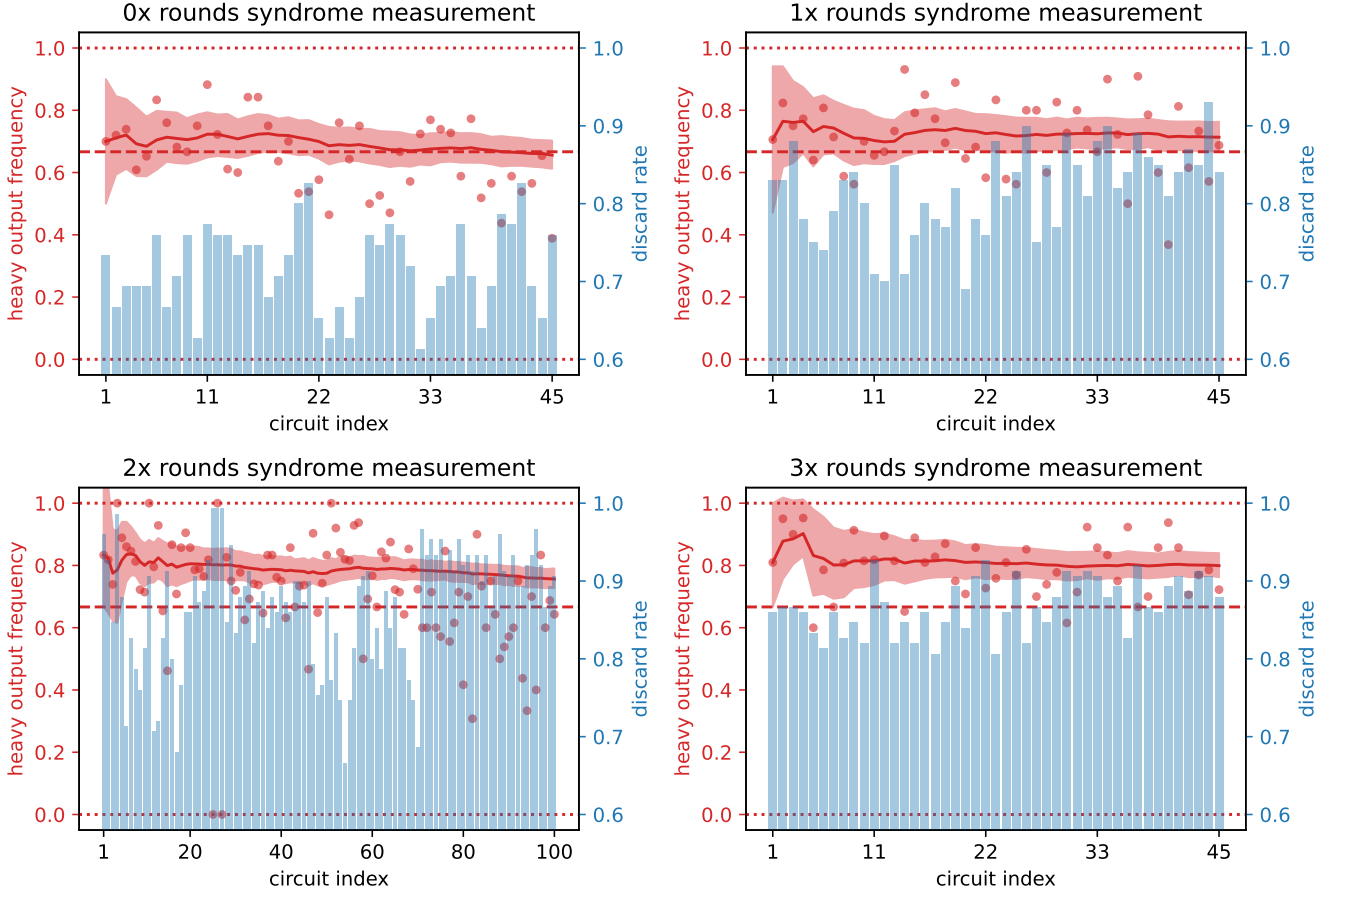 0x rounds syndrome measurement
1.0
0.8
0.6
0.4
0.2
0.0
heavy output frequency
1.0
0.9
0.8
0.7
0.6
discard rate
1 11 22 33 45
circuit index
1x rounds syndrome measurement
1.0
0.8
0.6
0.4
0.2
0.0
heavy output frequency
1.0
0.9
0.8
0.7
0.6
discard rate
1 11 22 33 45
circuit index
2x rounds syndrome measurement
1.0
0.8
0.6
0.4
0.2
0.0
heavy output frequency
1.0
0.9
0.8
0.7
0.6
discard rate
1 20 40 60 80 100
circuit index
3x rounds syndrome measurement
1.0
0.8
0.6
0.4
0.2
0.0
heavy output frequency
1.0
0.9
0.8
0.7
0.6
discard rate
1 11 22 33 45
circuit index